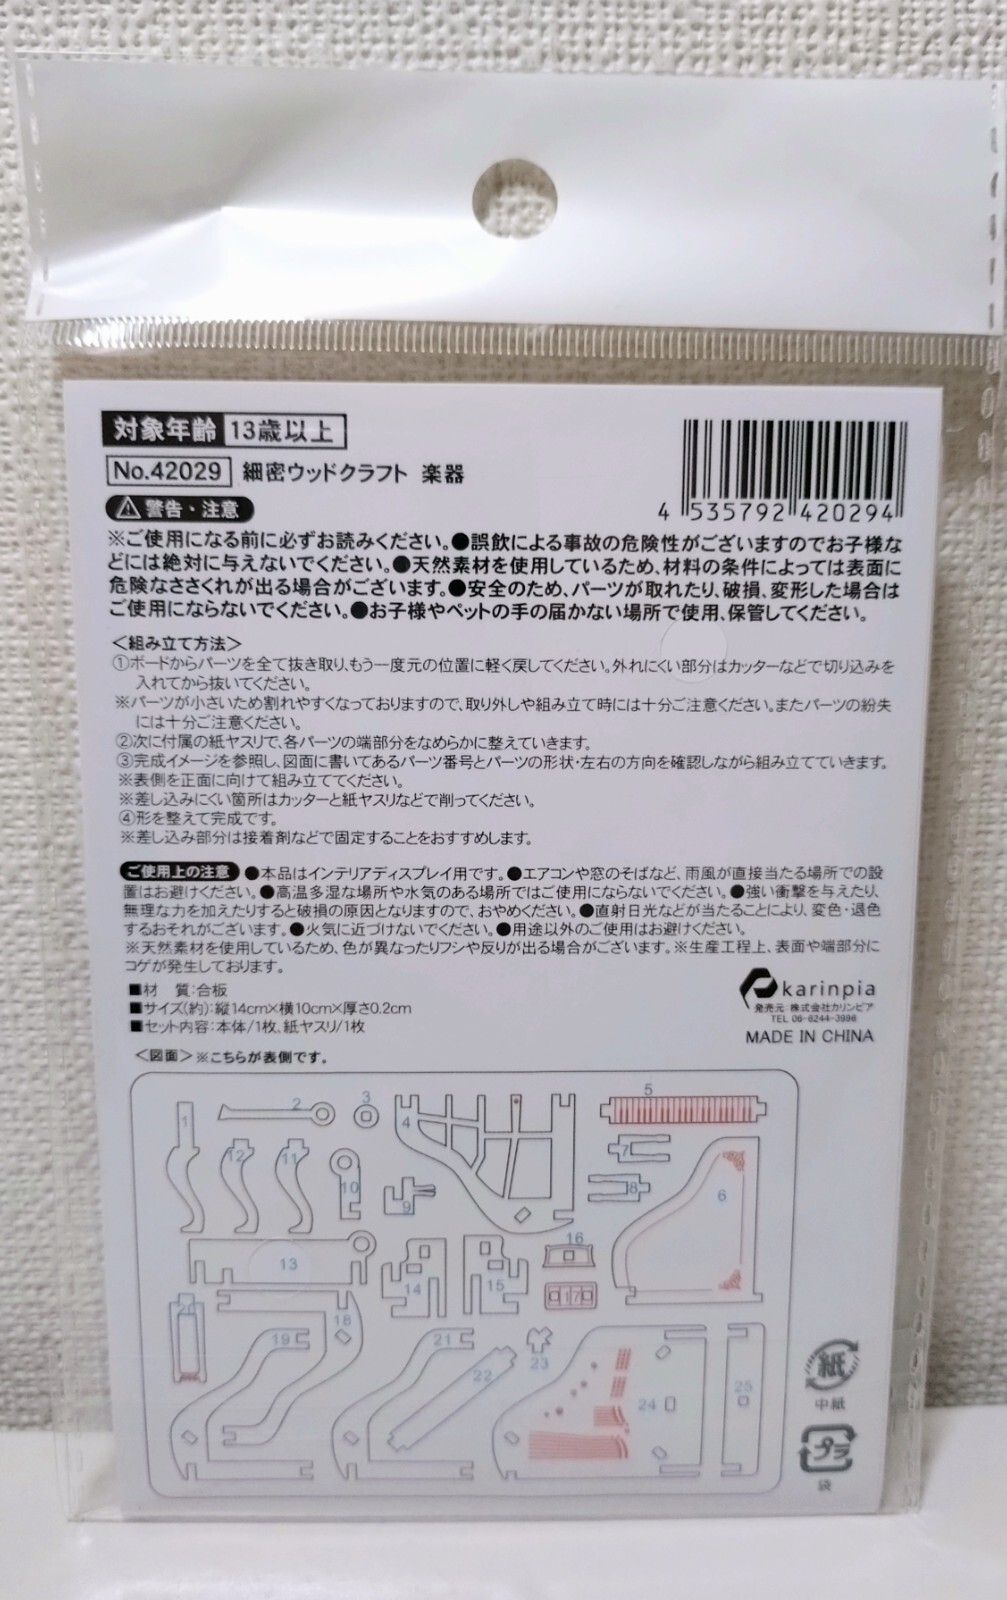 対象年齢 13歳以上
No.42029 細密ウッドクラフト 楽器
4 535792 420294
⚠警告・注意
※ご使用になる前に必ずお読みください。●誤飲による事故の危険性がございますのでお子様な
どには絶対に与えないでください。●天然素材を使用しているため、材料の条件によっては表面に
危険なささくれが出る場合がございます。●安全のため、パーツが取れたり、破損、変形した場合は
ご使用にならないでください。●お子様やペットの手の届かない場所で使用、保管してください。
<組み立て方法>
①ボードからパーツを全て抜き取り、もう一度元の位置に軽く戻してください。外れにくい部分はカッターなどで切り込みを
入れてから抜いてください。
※パーツが小さいため割れやすくなっておりますので、取り外しや組み立て時には十分ご注意ください。またパーツの紛失
には十分ご注意ください。
②次に付属の紙ヤスリで、各パーツの端部分をなめらかに整えていきます。
③完成イメージを参照し、図面に書いてあるパーツ番号とパーツの形状・左右の方向を確認しながら組み立てていきます。
※表側を正面に向けて組み立ててください。
※差し込みにくい箇所はカッターと紙ヤスリなどで削ってください。
④形を整えて完成です。
※差し込み部分は接着剤などで固定することをおすすめします。
ご使用上の注意 ●本品はインテリアディスプレイ用です。●エアコンや窓のそばなど、雨風が直接当たる場所での設
置はお避けください。●高温多湿な場所や水気のある場所ではご使用にならないでください。●強い衝撃を与えたり、
無理な力を加えたりすると破損の原因となりますので、おやめください。●直射日光などが当たることにより、変色・退色
するおそれがございます。●火気に近づけないでください。●用途以外のご使用はお避けください。
※天然素材を使用しているため、色が異なったりフシや反りが出る場合がございます。※生産工程上、表面や端部分に
コゲが発生しております。
■材 質:合板
■サイズ(約):縦14cm×横10cm×厚さ0.2cm
■セット内容:本体/1枚、紙ヤスリ/1枚
karinpia
発売元:株式会社カリンピア
TEL 06-6244-3996
MADE IN CHINA
<図面>※こちらが表側です。
1 2 3 4 5
12 11 10 9 7 8 6
13 14 15 16 17
20 18 19 21 22 23 24 25
紙
中紙
プラ
袋